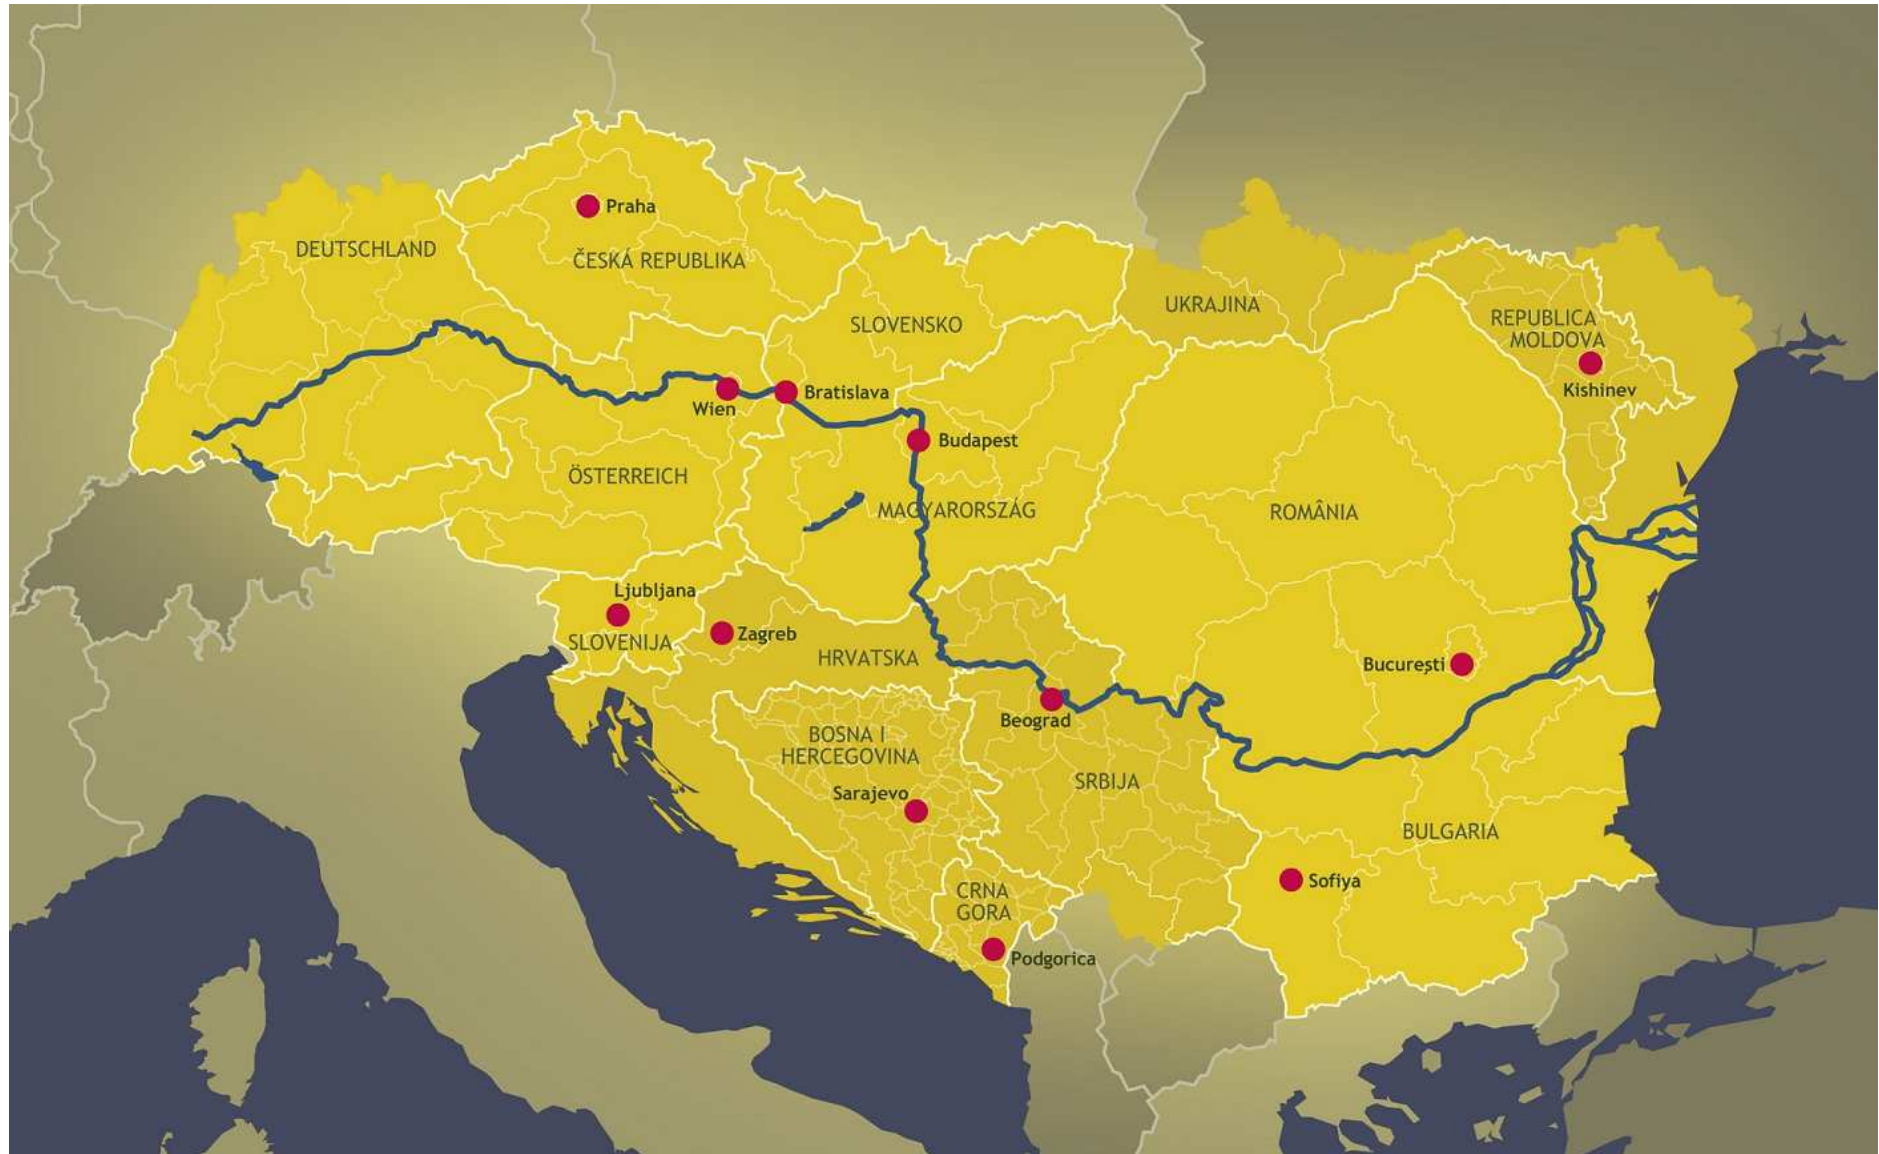 Praha
DEUTSCHLAND
ČESKÁ REPUBLIKA
UKRAJINA
SLOVENSKO
REPUBLICA
MOLDOVA
Kishinev
Wien
Bratislava
Budapest
ÖSTERREICH
MAGYARORSZÁG
ROMÂNIA
Ljubljana
SLOVENIJA
Zagreb
HRVATSKA
București
Beograd
BOSNA I
HERCEGOVINA
Sarajevo
SRBIJA
BULGARIA
Sofiya
CRNA
GORA
Podgorica